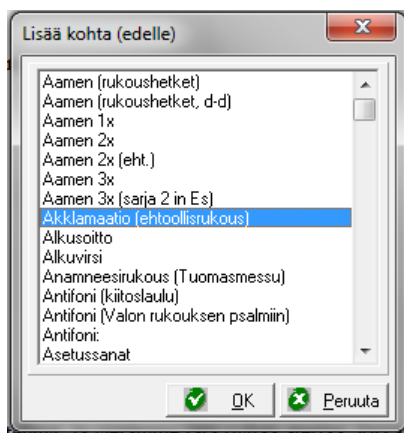 Lisää kohta (edelle)
Aamen (rukoushetket)
Aamen (rukoushetket, d-d)
Aamen 1x
Aamen 2x
Aamen 2x (eht.)
Aamen 3x
Aamen 3x (sarja 2 in Es)
Akklamaatio (ehtoollisrukous)
Alkusoitto
Alkuvirsi
Anamneesirukous (Tuomasmessu)
Antifoni (kiitoslaulu)
Antifoni (Valon rukouksen psalmiin)
Antifoni:
Asetussanat
OK Peruuta